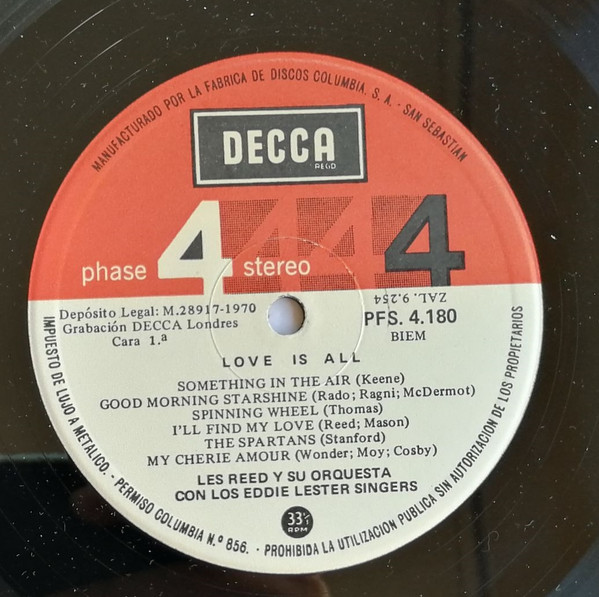 MANUFACTURADO POR LA FABRICA DE DISCOS COLUMBIA, S. A. - SAN SEBASTIAN
DECCA
REGD
phase 4 stereo 4 4 4
ZAL. 9.254
Depósito Legal: M.28917-1970
Grabación DECCA Londres
Cara 1.ª
PFS. 4.180
BIEM
LOVE IS ALL
SOMETHING IN THE AIR (Keene)
GOOD MORNING STARSHINE (Rado; Ragni; McDermot)
SPINNING WHEEL (Thomas)
I'LL FIND MY LOVE (Reed; Mason)
THE SPARTANS (Stanford)
MY CHERIE AMOUR (Wonder; Moy; Cosby)
LES REED Y SU ORQUESTA
CON LOS EDDIE LESTER SINGERS
33⅓
RPM
IMPUESTO DE LUJO A METALICO. - PERMISO COLUMBIA N.º 856. - PROHIBIDA LA UTILIZACION PUBLICA SIN AUTORIZACION DE LOS PROPIETARIOS